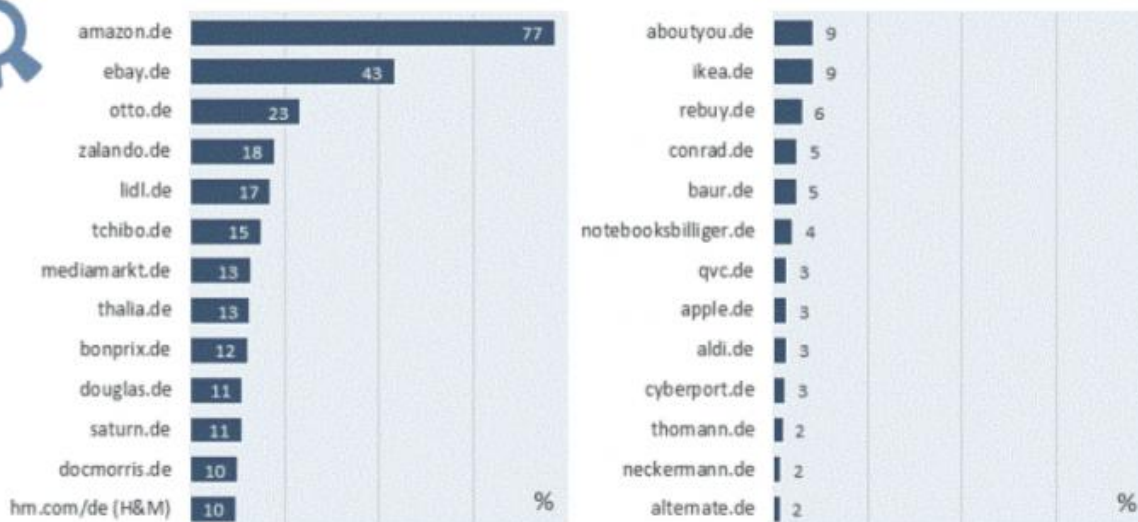 amazon.de 77
ebay.de 43
otto.de 23
zalando.de 18
lidl.de 17
tchibo.de 15
mediamarkt.de 13
thalia.de 13
bonprix.de 12
douglas.de 11
saturn.de 11
docmorris.de 10
hm.com/de (H&M) 10 %
aboutyou.de 9
ikea.de 9
rebuy.de 6
conrad.de 5
baur.de 5
notebooksbilliger.de 4
qvc.de 3
apple.de 3
aldi.de 3
cyberport.de 3
thomann.de 2
neckermann.de 2
alternate.de 2 %